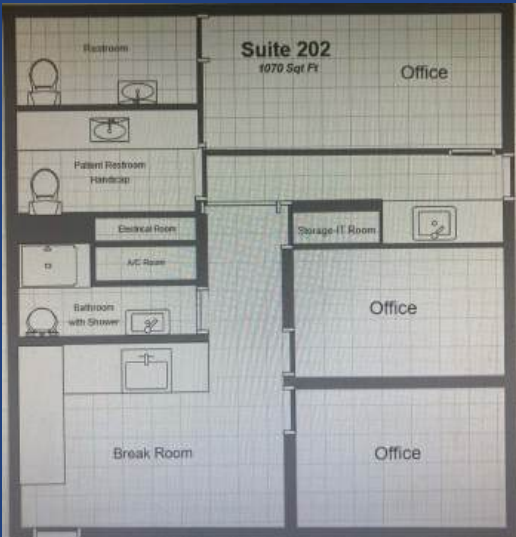 Restroom
Suite 202
1070 Sqt Ft
Office
Patient Restroom
Handicap
Electrical Room
Storage-IT Room
A/C Room
Bathroom
with Shower
Office
Break Room
Office